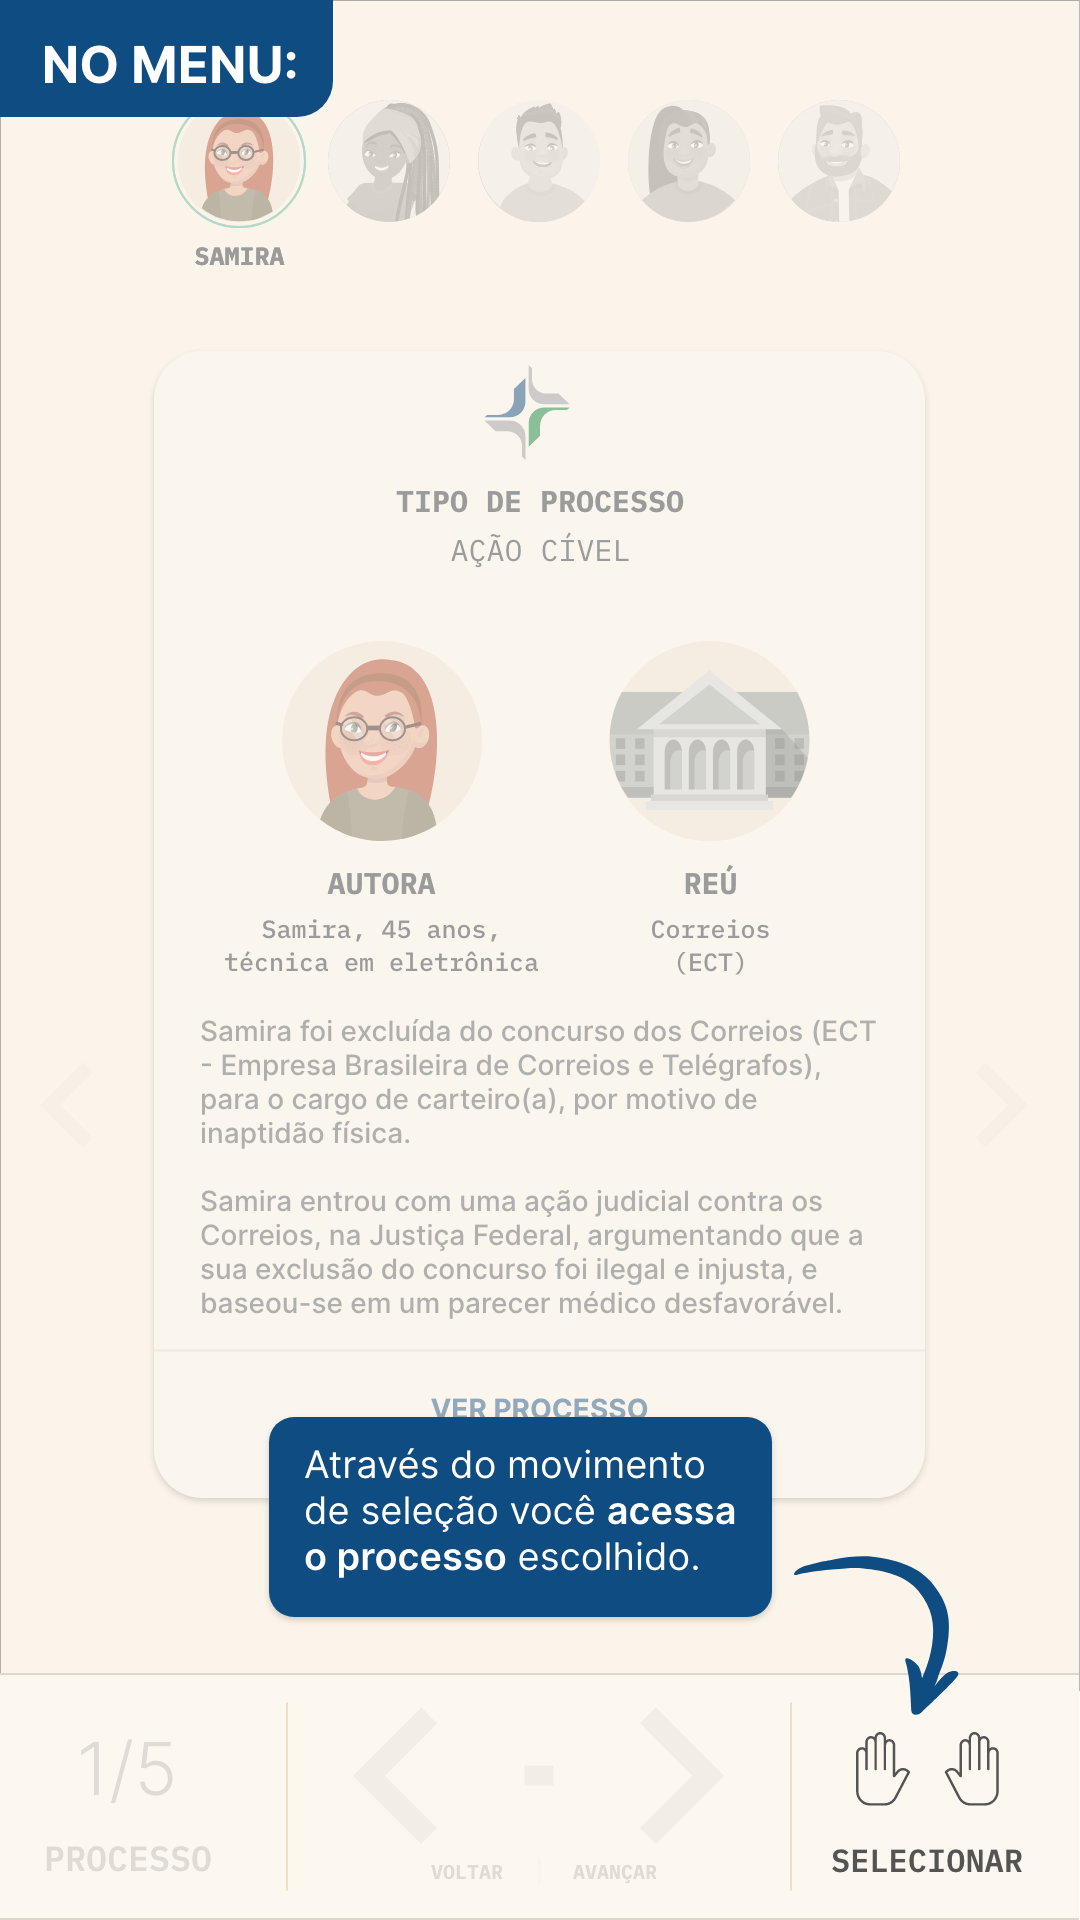 NO MENU:
SAMIRA
TIPO DE PROCESSO
AÇÃO CÍVEL
AUTORA
Samira, 45 anos,
técnica em eletrônica
REÚ
Correios
(ECT)
Samira foi excluída do concurso dos Correios (ECT
- Empresa Brasileira de Correios e Telégrafos),
para o cargo de carteiro(a), por motivo de
inaptidão física.
Samira entrou com uma ação judicial contra os
Correios, na Justiça Federal, argumentando que a
sua exclusão do concurso foi ilegal e injusta, e
baseou-se em um parecer médico desfavorável.
VER PROCESSO
Através do movimento
de seleção você acessa
o processo escolhido.
1/5
PROCESSO
VOLTAR
AVANÇAR
SELECIONAR